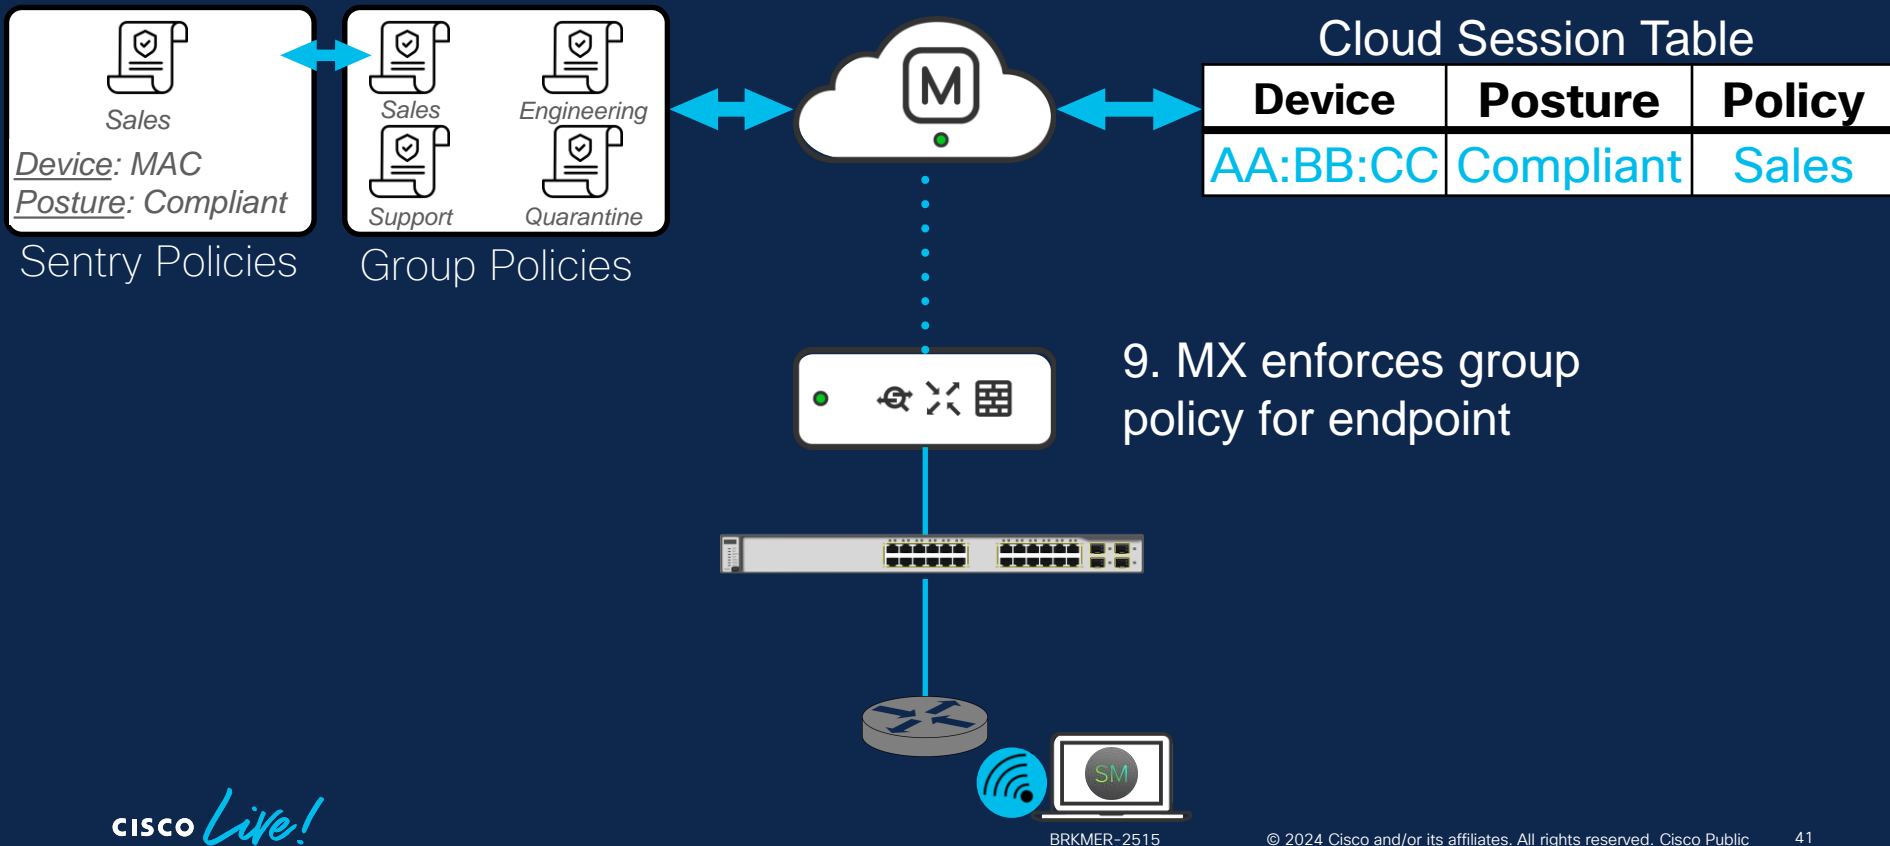 Sales
Device: MAC
Posture: Compliant
Sentry Policies
Sales
Engineering
Support
Quarantine
Group Policies
M
Cloud Session Table
Device Posture Policy
AA:BB:CC Compliant Sales
9. MX enforces group
policy for endpoint
SM
CISCO Live!
BRKMER-2515
© 2024 Cisco and/or its affiliates. All rights reserved. Cisco Public
41